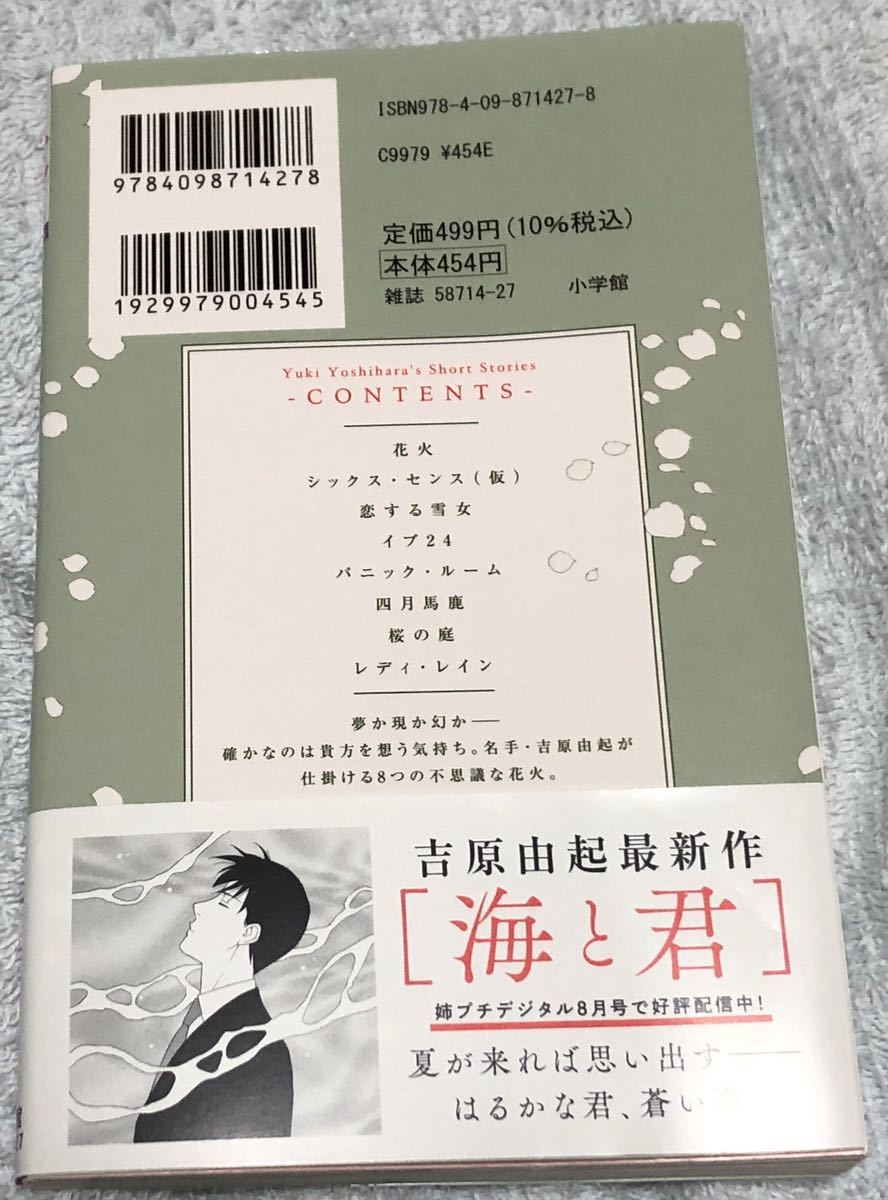 ISBN978-4-09-871427-8
C9979 ¥454E
9784098714278
1929979004545
定価499円(10%税込)
本体454円
雑誌 58714-27 小学館
Yuki Yoshihara's Short Stories
-CONTENTS-
花火
シックス・センス(仮)
恋する雪女
イブ24
パニック・ルーム
四月馬鹿
桜の庭
レディ・レイン
夢か現か幻か——
確かなのは貴方を想う気持ち。名手・吉原由起が
仕掛ける8つの不思議な花火。
吉原由起最新作
[海と君]
姉プチデジタル8月号で好評配信中!
夏が来れば思い出す——
はるかな君、蒼い